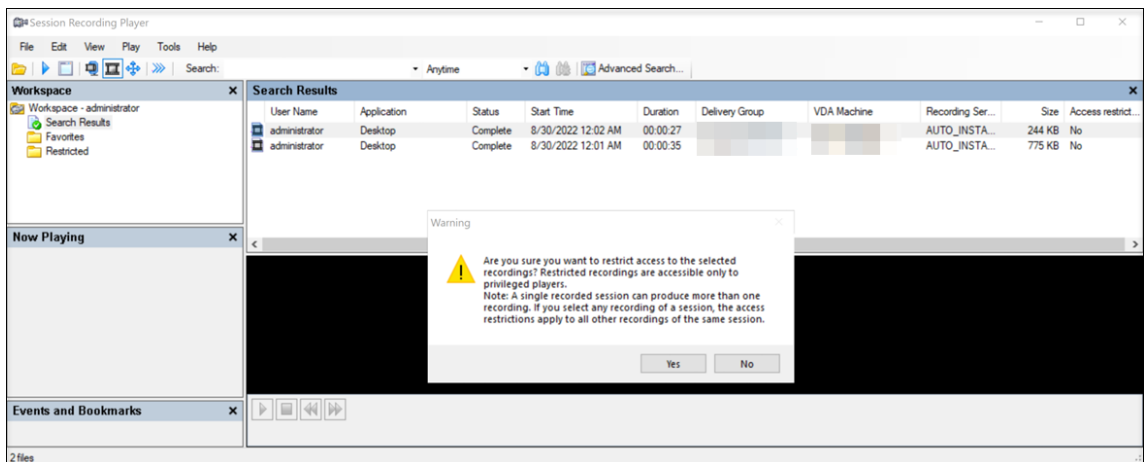 Session Recording Player
File Edit View Play Tools Help
Search: Anytime Advanced Search...
Workspace
Workspace - administrator
Search Results
Favorites
Restricted
Now Playing
Events and Bookmarks
2 files
Search Results
User Name Application Status Start Time Duration Delivery Group VDA Machine Recording Ser... Size Access restrict...
administrator Desktop Complete 8/30/2022 12:02 AM 00:00:27 AUTO_INSTA... 244 KB No
administrator Desktop Complete 8/30/2022 12:01 AM 00:00:35 AUTO_INSTA... 775 KB No
Warning
Are you sure you want to restrict access to the selected
recordings? Restricted recordings are accessible only to
privileged players.
Note: A single recorded session can produce more than one
recording. If you select any recording of a session, the access
restrictions apply to all other recordings of the same session.
Yes No